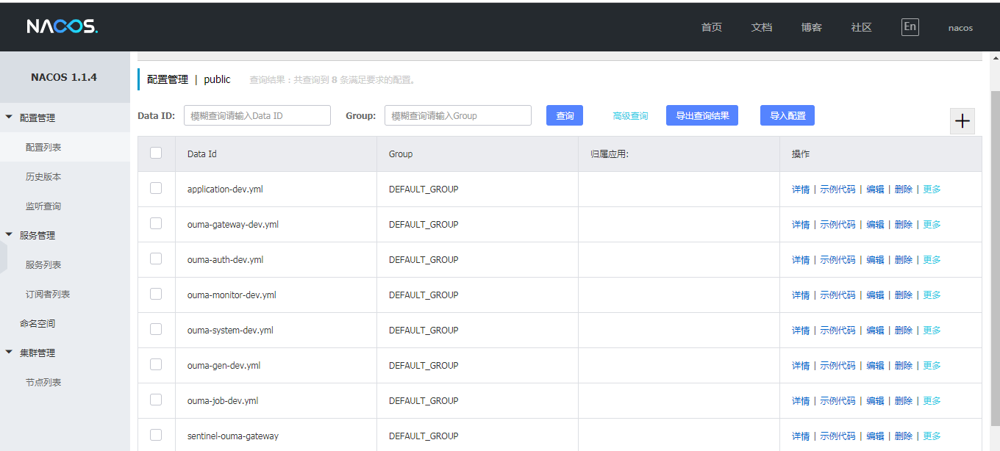 NACOS.
首页 文档 博客 社区 En nacos
NACOS 1.1.4
配置管理
配置列表
历史版本
监听查询
服务管理
服务列表
订阅者列表
命名空间
集群管理
节点列表
配置管理 | public 查询结果：共查询到 8 条满足要求的配置。
Data ID: 模糊查询请输入Data ID Group: 模糊查询请输入Group 查询 高级查询 导出查询结果 导入配置
Data Id Group 归属应用: 操作
application-dev.yml DEFAULT_GROUP 详情 | 示例代码 | 编辑 | 删除 | 更多
ouma-gateway-dev.yml DEFAULT_GROUP 详情 | 示例代码 | 编辑 | 删除 | 更多
ouma-auth-dev.yml DEFAULT_GROUP 详情 | 示例代码 | 编辑 | 删除 | 更多
ouma-monitor-dev.yml DEFAULT_GROUP 详情 | 示例代码 | 编辑 | 删除 | 更多
ouma-system-dev.yml DEFAULT_GROUP 详情 | 示例代码 | 编辑 | 删除 | 更多
ouma-gen-dev.yml DEFAULT_GROUP 详情 | 示例代码 | 编辑 | 删除 | 更多
ouma-job-dev.yml DEFAULT_GROUP 详情 | 示例代码 | 编辑 | 删除 | 更多
sentinel-ouma-gateway DEFAULT_GROUP 详情 | 示例代码 | 编辑 | 删除 | 更多